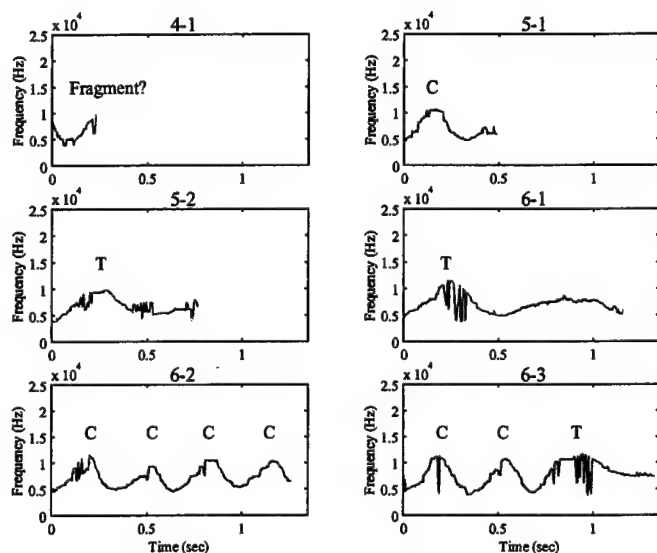 x 10^4 4-1
2.5
2
1.5
1
0.5
0
Frequency (Hz)
Fragment?
0 0.5 1
x 10^4 5-1
2.5
2
1.5
1
0.5
0
Frequency (Hz)
C
0 0.5 1
x 10^4 5-2
2.5
2
1.5
1
0.5
0
Frequency (Hz)
T
0 0.5 1
x 10^4 6-1
2.5
2
1.5
1
0.5
0
Frequency (Hz)
T
0 0.5 1
x 10^4 6-2
2.5
2
1.5
1
0.5
0
Frequency (Hz)
C C C C
0 0.5 1
Time (sec)
x 10^4 6-3
2.5
2
1.5
1
0.5
0
Frequency (Hz)
C C T
0 0.5 1
Time (sec)